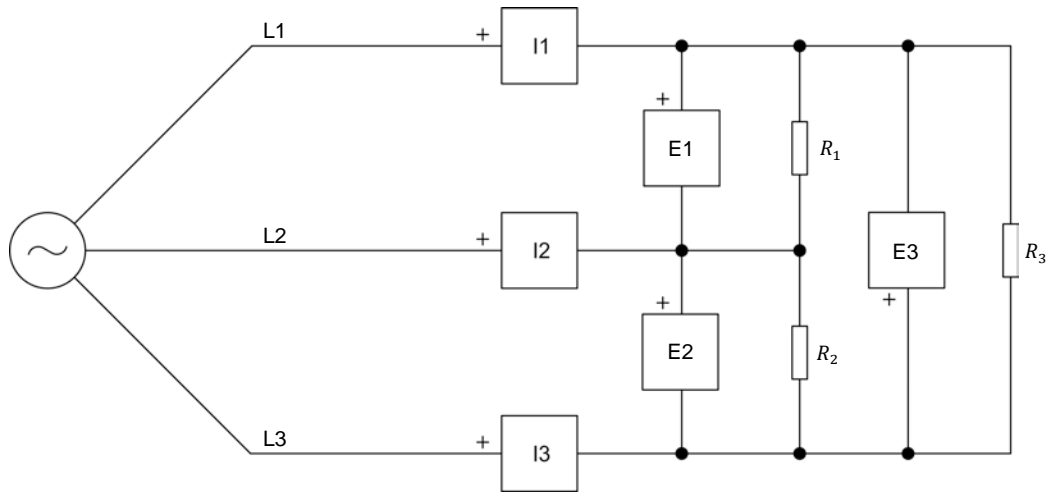 L1
+
I1
+
E1
R₁
L2
+
I2
E3
R₃
+
+
E2
R₂
L3
+
I3